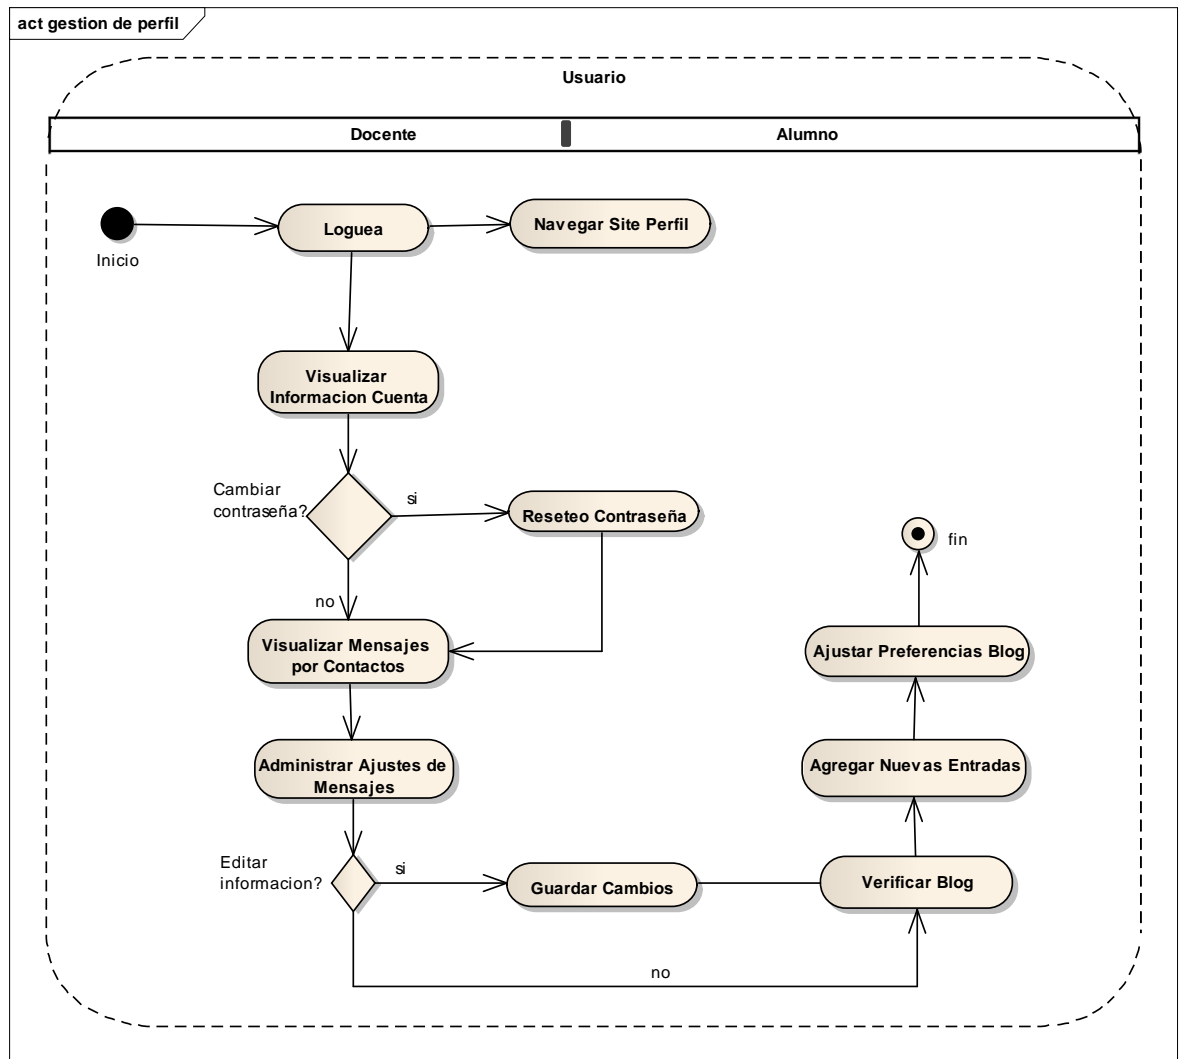 act gestion de perfil
Usuario
Docente
Alumno
Inicio
Loguea
Navegar Site Perfil
Visualizar
Informacion Cuenta
Cambiar
contraseña?
si
Reseteo Contraseña
fin
no
Visualizar Mensajes
por Contactos
Ajustar Preferencias Blog
Administrar Ajustes de
Mensajes
Agregar Nuevas Entradas
Editar
informacion?
si
Guardar Cambios
Verificar Blog
no